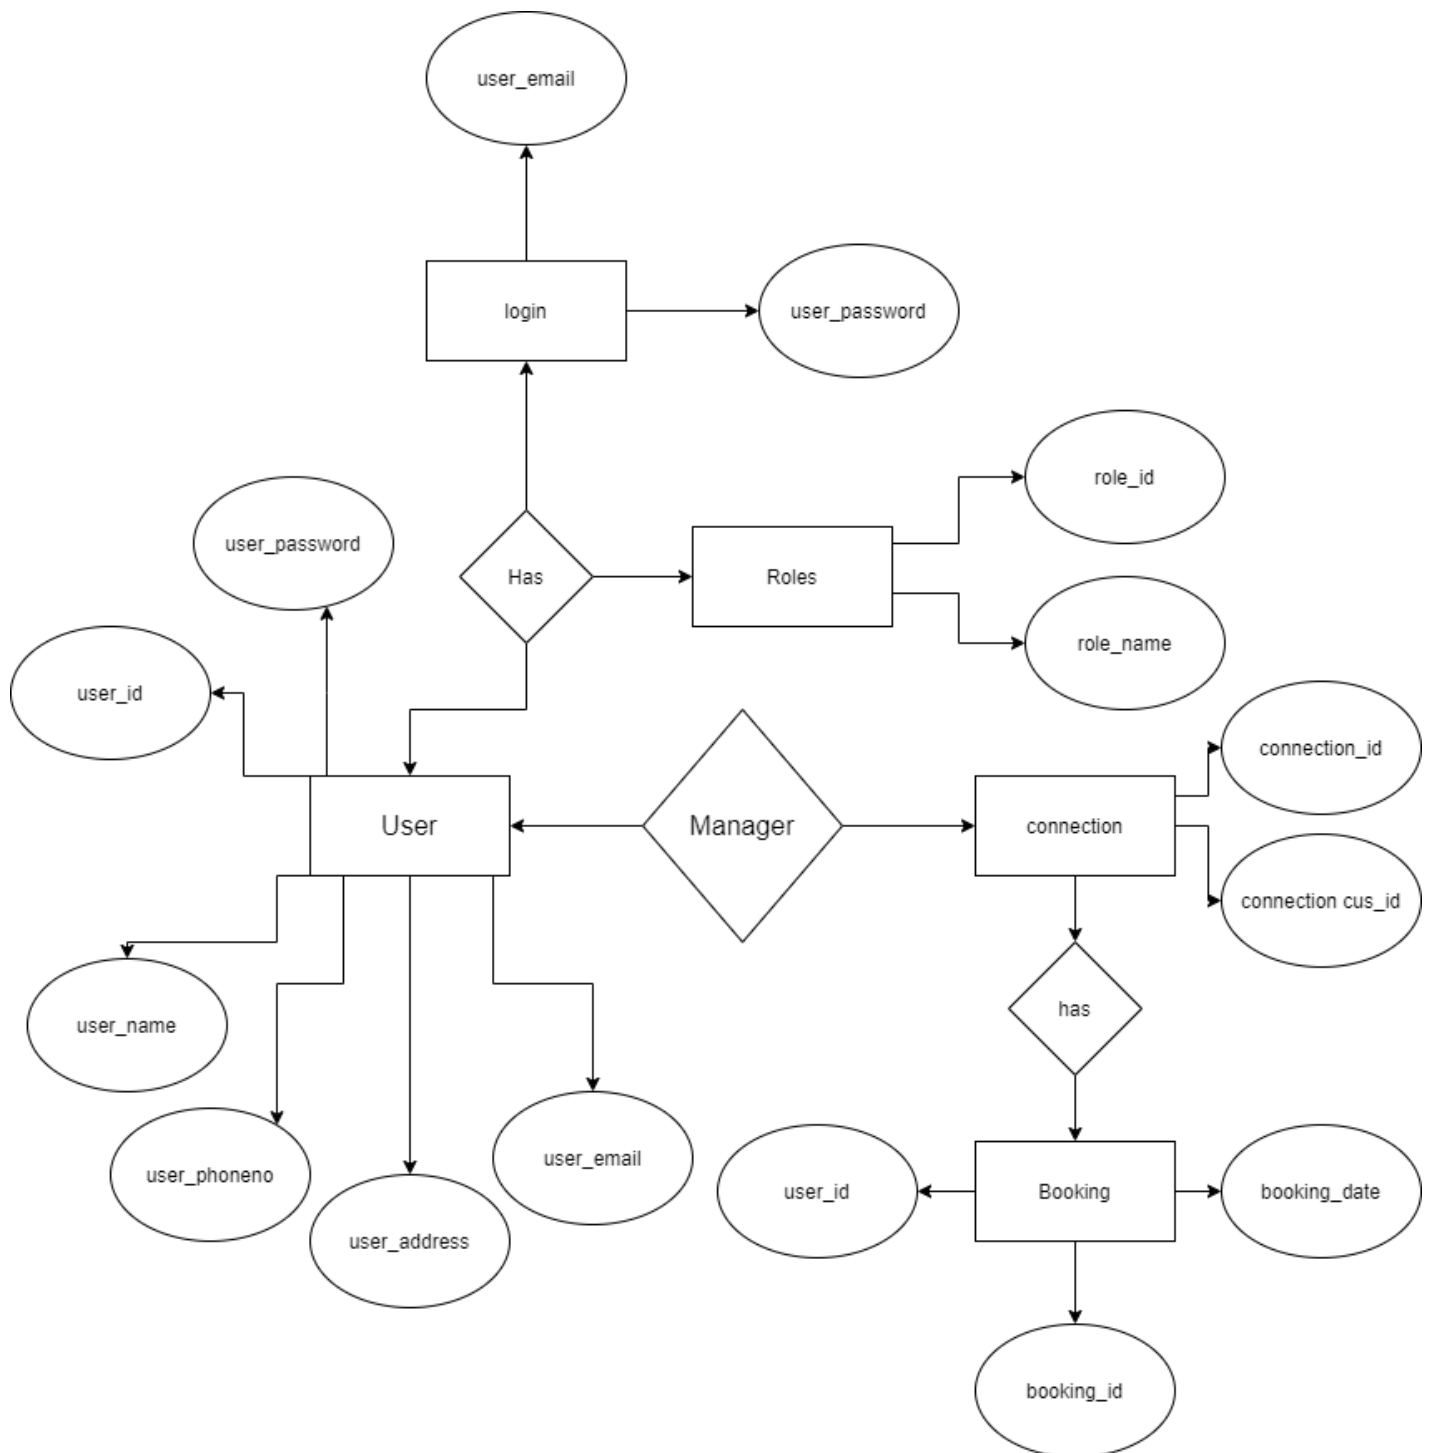 user_email
login
user_password
role_id
user_password
Has
Roles
role_name
user_id
connection_id
User
Manager
connection
connection cus_id
has
user_name
user_email
user_phoneno
user_id
Booking
booking_date
user_address
booking_id